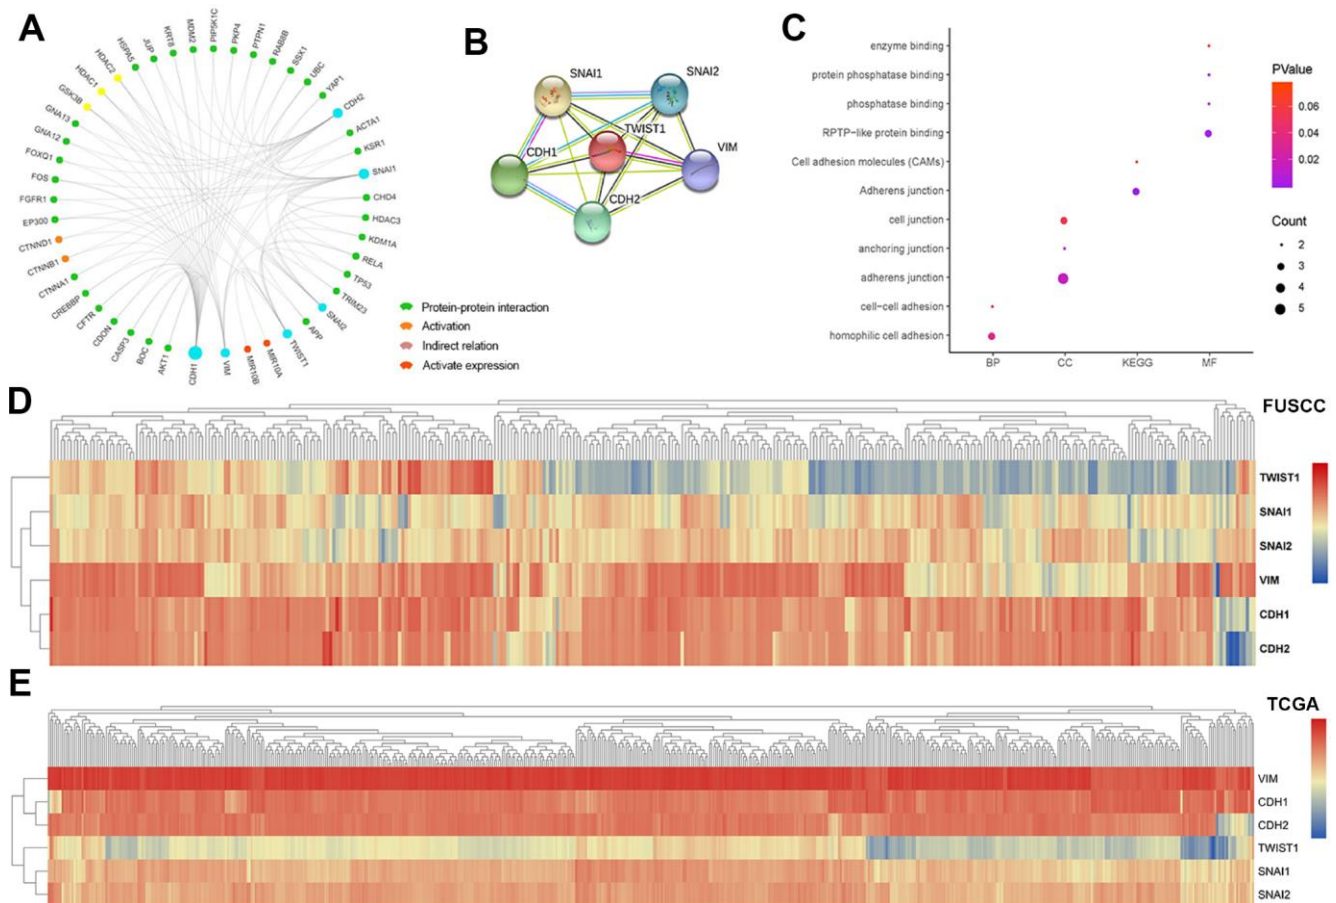 A
HSPA5
JUP
KRT8
MDM2
PIP5K1C
PKP4
PTPN1
RAB8B
SSX1
UBC
YAP1
CDH2
ACTA1
KSR1
SNAI1
CHD4
HDAC3
KDM1A
RELA
TP53
TRIM23
SNAI2
APP
TWIST1
MIR10A
MIR10B
VIM
CDH1
AKT1
BOC
CASP3
CDON
CFTR
CREBBP
CTNNA1
CTNNB1
CTNND1
EP300
FGFR1
FOS
FOXQ1
GNA12
GNA13
GSK3B
HDAC1
HDAC2
Protein-protein interaction
Activation
Indirect relation
Activate expression
B
SNAI1
SNAI2
TWIST1
CDH1
VIM
CDH2
C
enzyme binding
protein phosphatase binding
phosphatase binding
RPTP-like protein binding
Cell adhesion molecules (CAMs)
Adherens junction
cell junction
anchoring junction
adherens junction
cell-cell adhesion
homophilic cell adhesion
BP CC KEGG MF
PValue
0.06
0.04
0.02
Count
2
3
4
5
D
FUSCC
TWIST1
SNAI1
SNAI2
VIM
CDH1
CDH2
E
TCGA
VIM
CDH1
CDH2
TWIST1
SNAI1
SNAI2